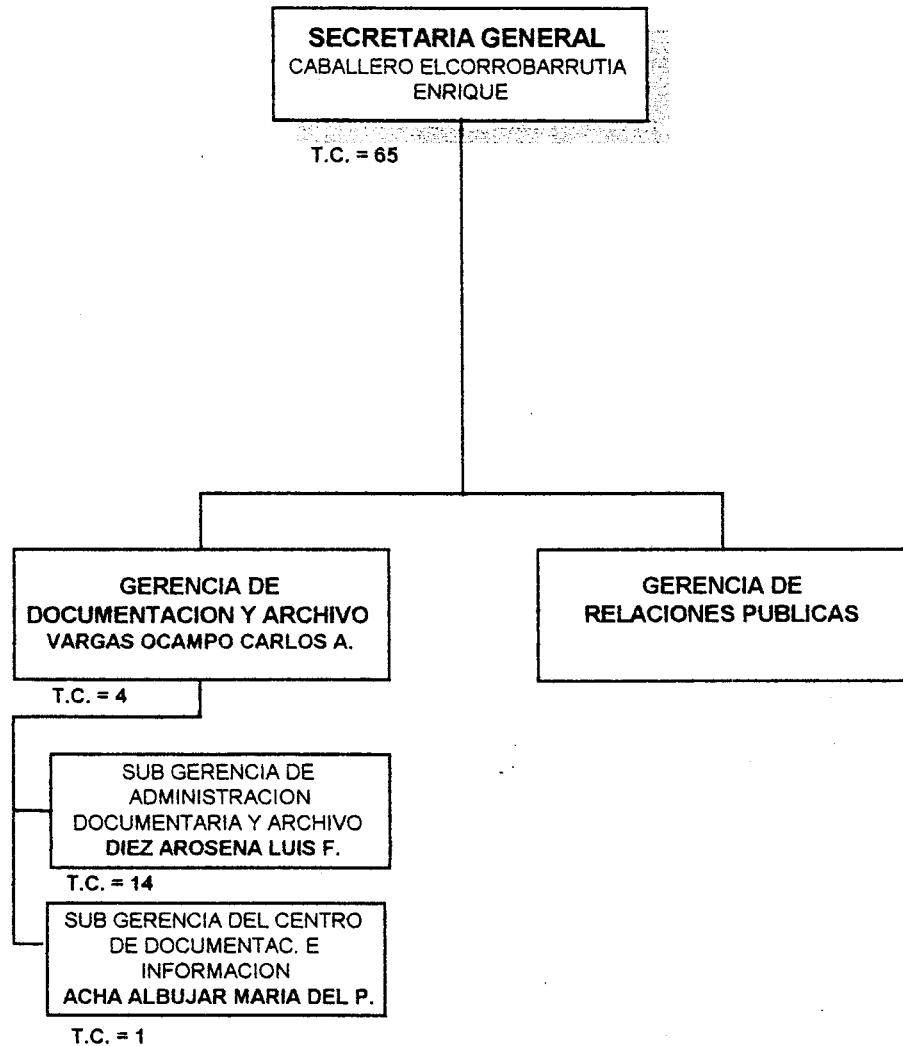 SECRETARIA GENERAL
CABALLERO ELCORROBARRUTIA
ENRIQUE
T.C. = 65
GERENCIA DE
DOCUMENTACION Y ARCHIVO
VARGAS OCAMPO CARLOS A.
T.C. = 4
GERENCIA DE
RELACIONES PUBLICAS
SUB GERENCIA DE
ADMINISTRACION
DOCUMENTARIA Y ARCHIVO
DIEZ AROSENA LUIS F.
T.C. = 14
SUB GERENCIA DEL CENTRO
DE DOCUMENTAC. E
INFORMACION
ACHA ALBUJAR MARIA DEL P.
T.C. = 1